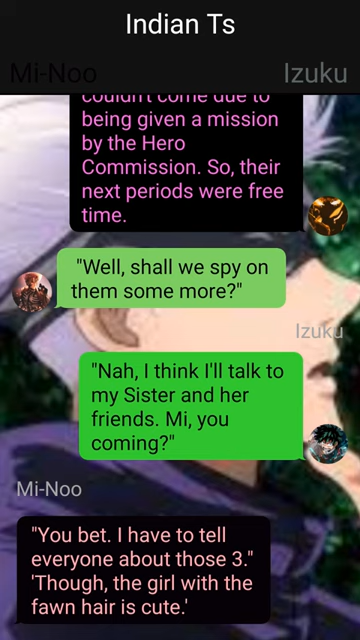 Indian Ts
Mi-Noo
Izuku
couldn't come due to
being given a mission
by the Hero
Commission. So, their
next periods were free
time.
"Well, shall we spy on
them some more?"
Izuku
"Nah, I think I'll talk to
my Sister and her
friends. Mi, you
coming?"
Mi-Noo
"You bet. I have to tell
everyone about those 3."
'Though, the girl with the
fawn hair is cute.'